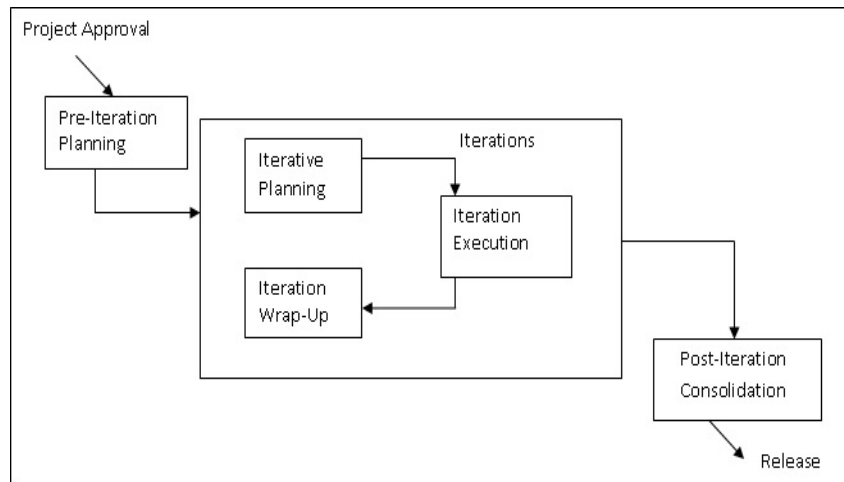 Project Approval
Pre-Iteration
Planning
Iterations
Iterative
Planning
Iteration
Execution
Iteration
Wrap-Up
Post-Iteration
Consolidation
Release